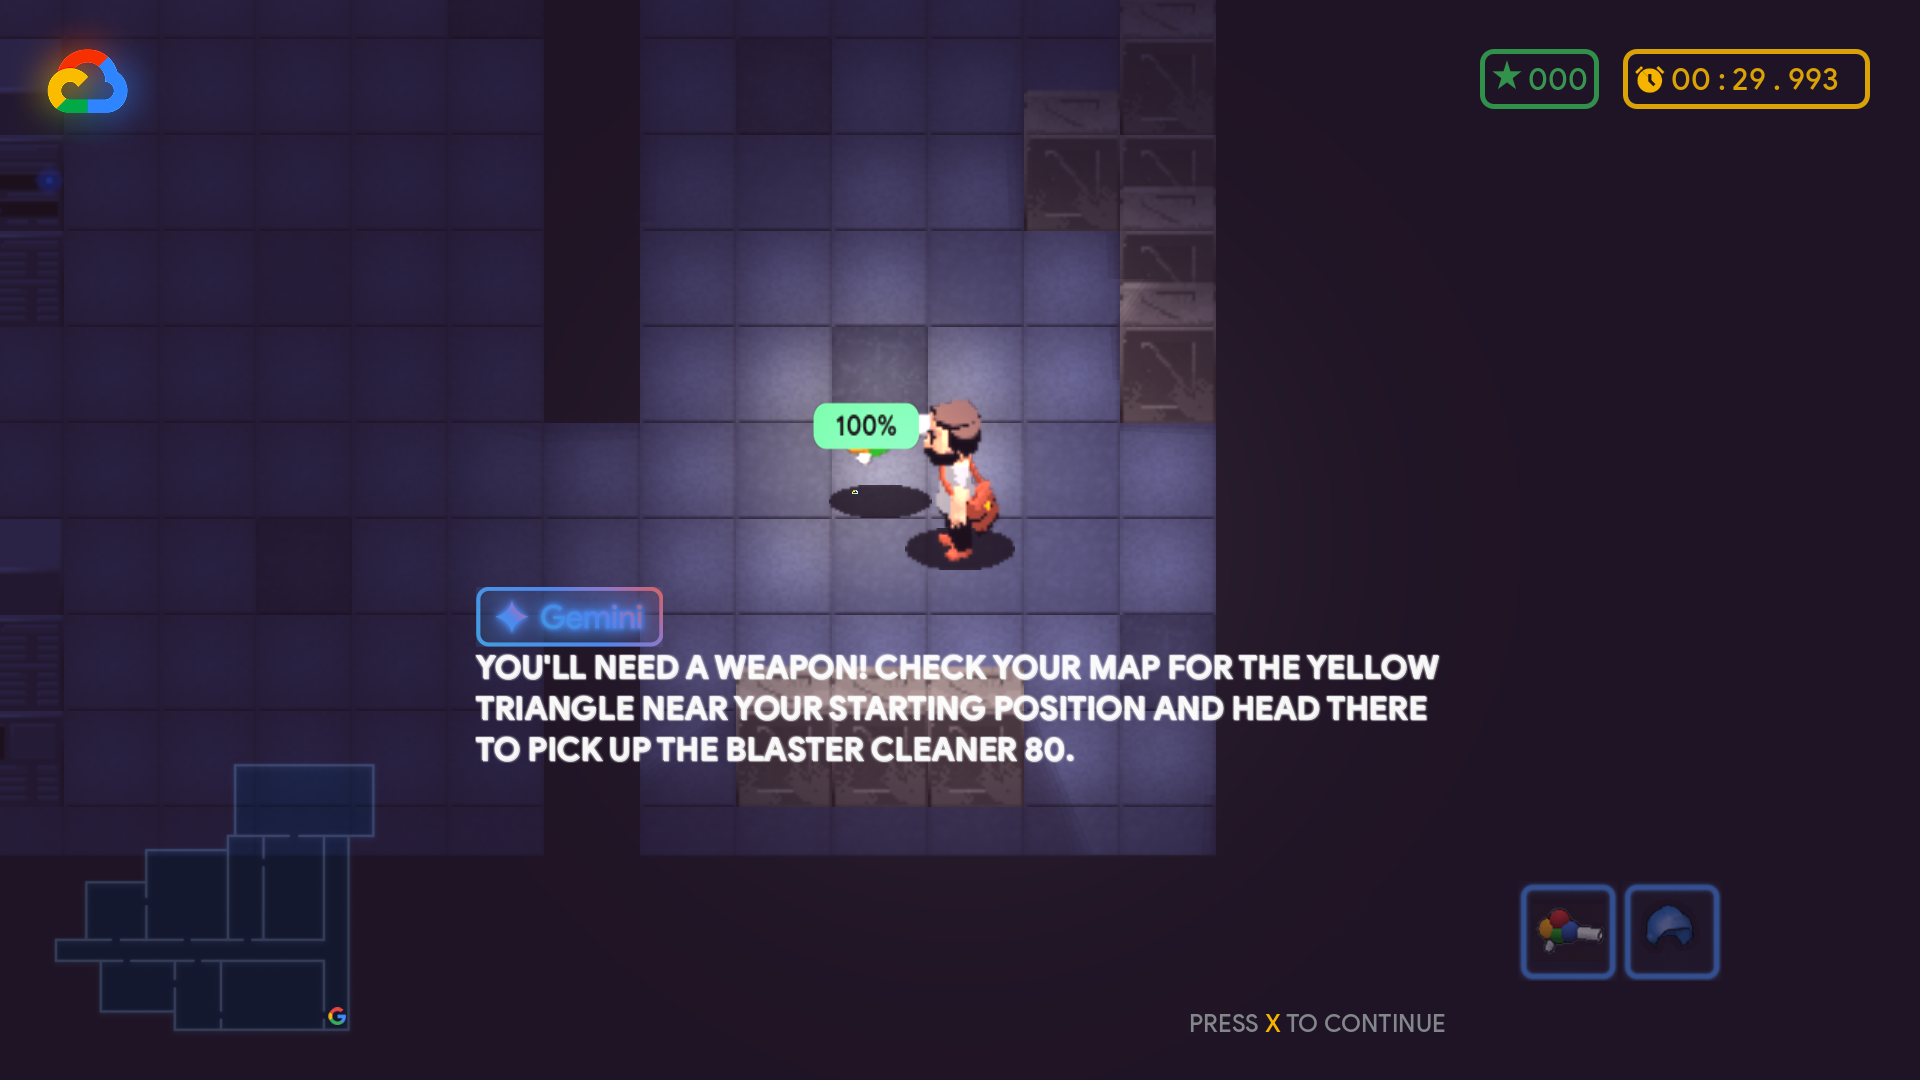 ★ 000
00:29.993
100%
Gemini
YOU'LL NEED A WEAPON! CHECK YOUR MAP FOR THE YELLOW
TRIANGLE NEAR YOUR STARTING POSITION AND HEAD THERE
TO PICK UP THE BLASTER CLEANER 80.
G
PRESS X TO CONTINUE